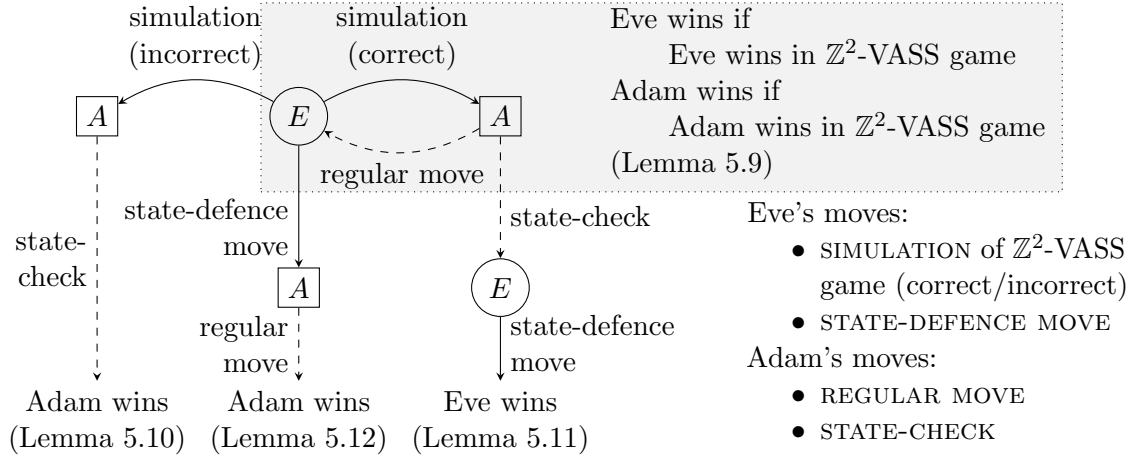 simulation
(incorrect)
simulation
(correct)
Eve wins if
Eve wins in ℤ²-VASS game
Adam wins if
Adam wins in ℤ²-VASS game
(Lemma 5.9)
A
E
A
regular move
state-defence
move
state-check
state-
check
A
E
regular
move
state-defence
move
Adam wins
(Lemma 5.10)
Adam wins
(Lemma 5.12)
Eve wins
(Lemma 5.11)
Eve's moves:
• SIMULATION of ℤ²-VASS
game (correct/incorrect)
• STATE-DEFENCE MOVE
Adam's moves:
• REGULAR MOVE
• STATE-CHECK